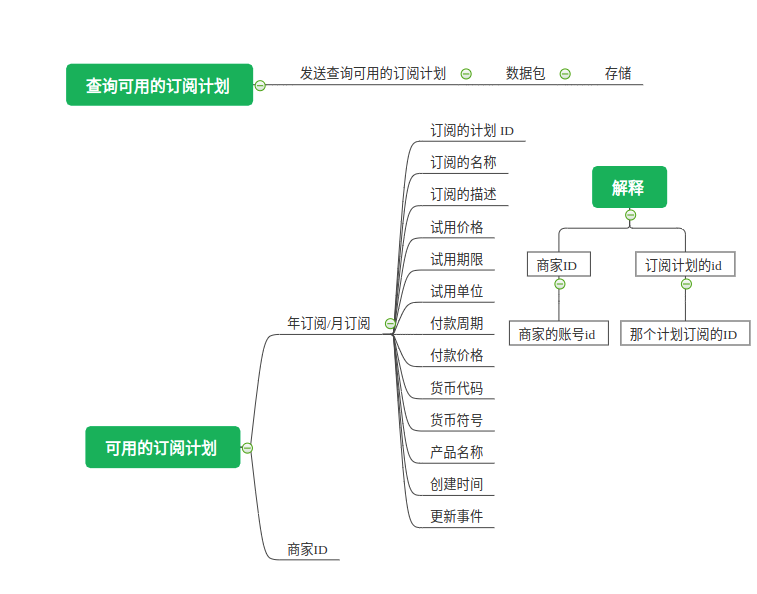 查询可用的订阅计划
发送查询可用的订阅计划
数据包
存储
订阅的计划 ID
订阅的名称
订阅的描述
试用价格
试用期限
试用单位
年订阅/月订阅
付款周期
付款价格
货币代码
货币符号
产品名称
创建时间
更新事件
可用的订阅计划
商家ID
解释
商家ID
订阅计划的id
商家的账号id
那个计划订阅的ID